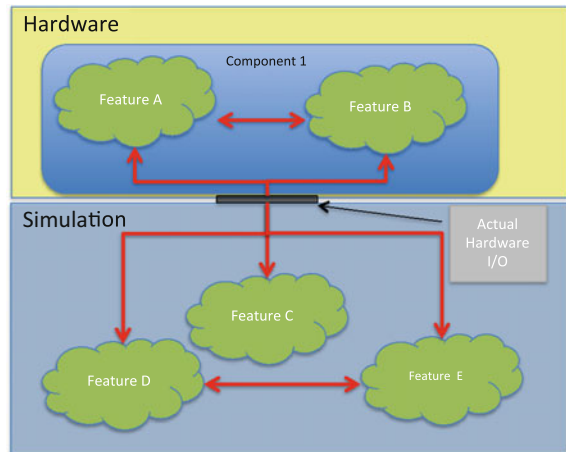 Hardware
Component 1
Feature A
Feature B
Simulation
Actual
Hardware
I/O
Feature C
Feature D
Feature E